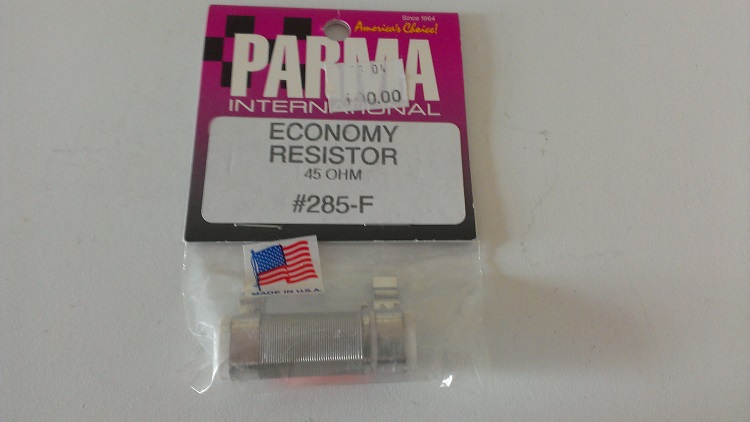 Since 1964
America's Choice!
PARMA
INTERNATIONAL
ECONOMY
RESISTOR
45 OHM
#285-F
MADE IN U.S.A.